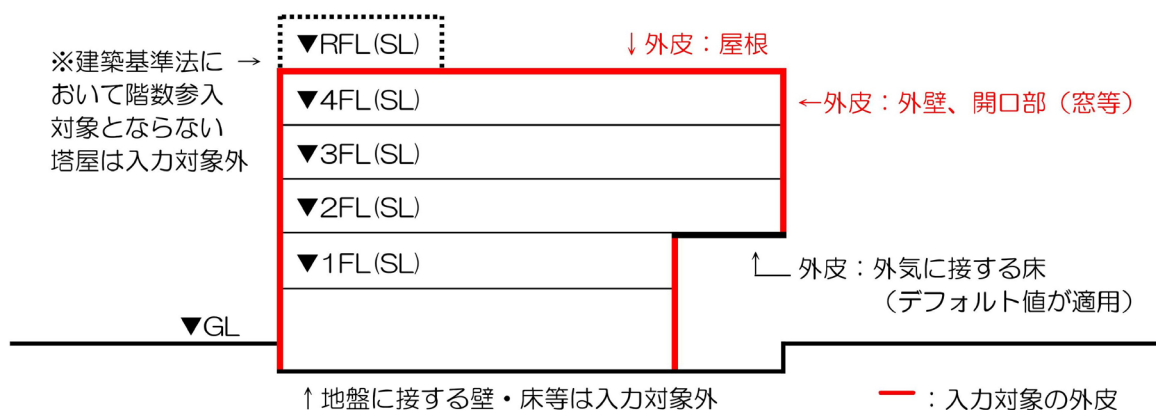 ▼RFL(SL)
↓外皮：屋根
※建築基準法に →
おいて階数参入
対象とならない
塔屋は入力対象外
▼4FL(SL)
←外皮：外壁、開口部（窓等）
▼3FL(SL)
▼2FL(SL)
▼1FL(SL)
外皮：外気に接する床
（デフォルト値が適用）
▼GL
↑地盤に接する壁・床等は入力対象外
：入力対象の外皮